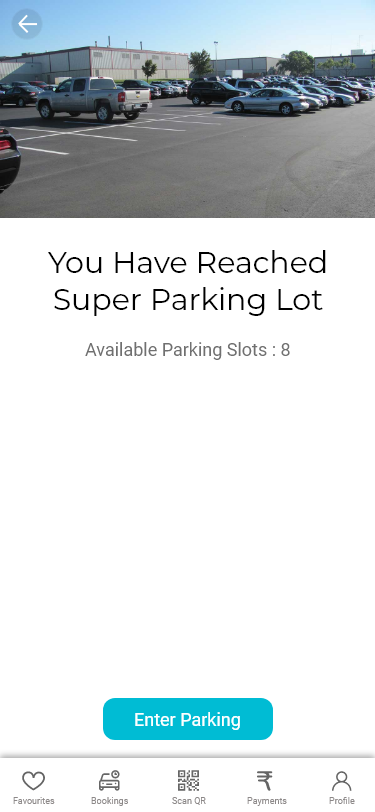 You Have Reached
Super Parking Lot
Available Parking Slots : 8
Enter Parking
Favourites
Bookings
Scan QR
Payments
Profile